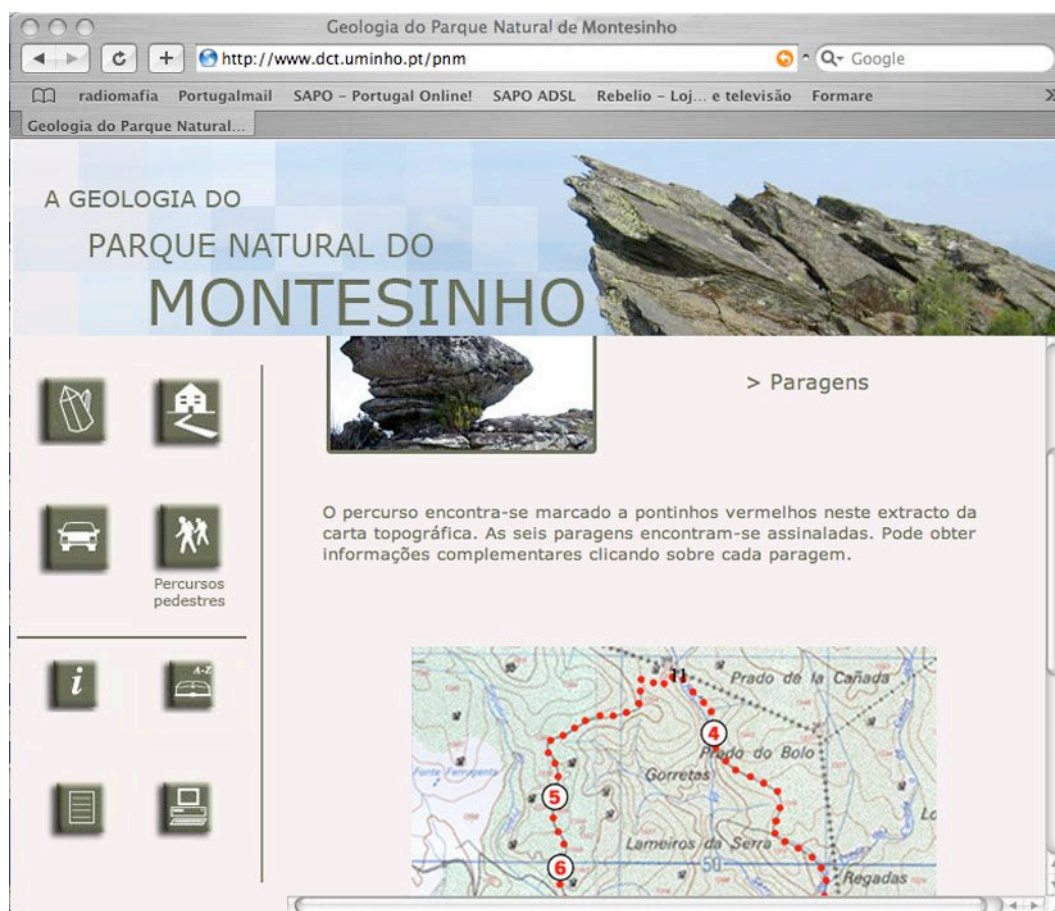 Geologia do Parque Natural de Montesinho
http://www.dct.uminho.pt/pnm
Google
radiomafia Portugalmail SAPO – Portugal Online! SAPO ADSL Rebelio – Loj... e televisão Formare
Geologia do Parque Natural...
A GEOLOGIA DO
PARQUE NATURAL DO
MONTESINHO
> Paragens
O percurso encontra-se marcado a pontinhos vermelhos neste extracto da
carta topográfica. As seis paragens encontram-se assinaladas. Pode obter
informações complementares clicando sobre cada paragem.
Percursos
pedestres
i
A-Z
11
Prado de la Cañada
4
Prado do Bolo
Gorretas
Fonte Ferrugenta
5
Lameiros da Serra
50
6
Regadas